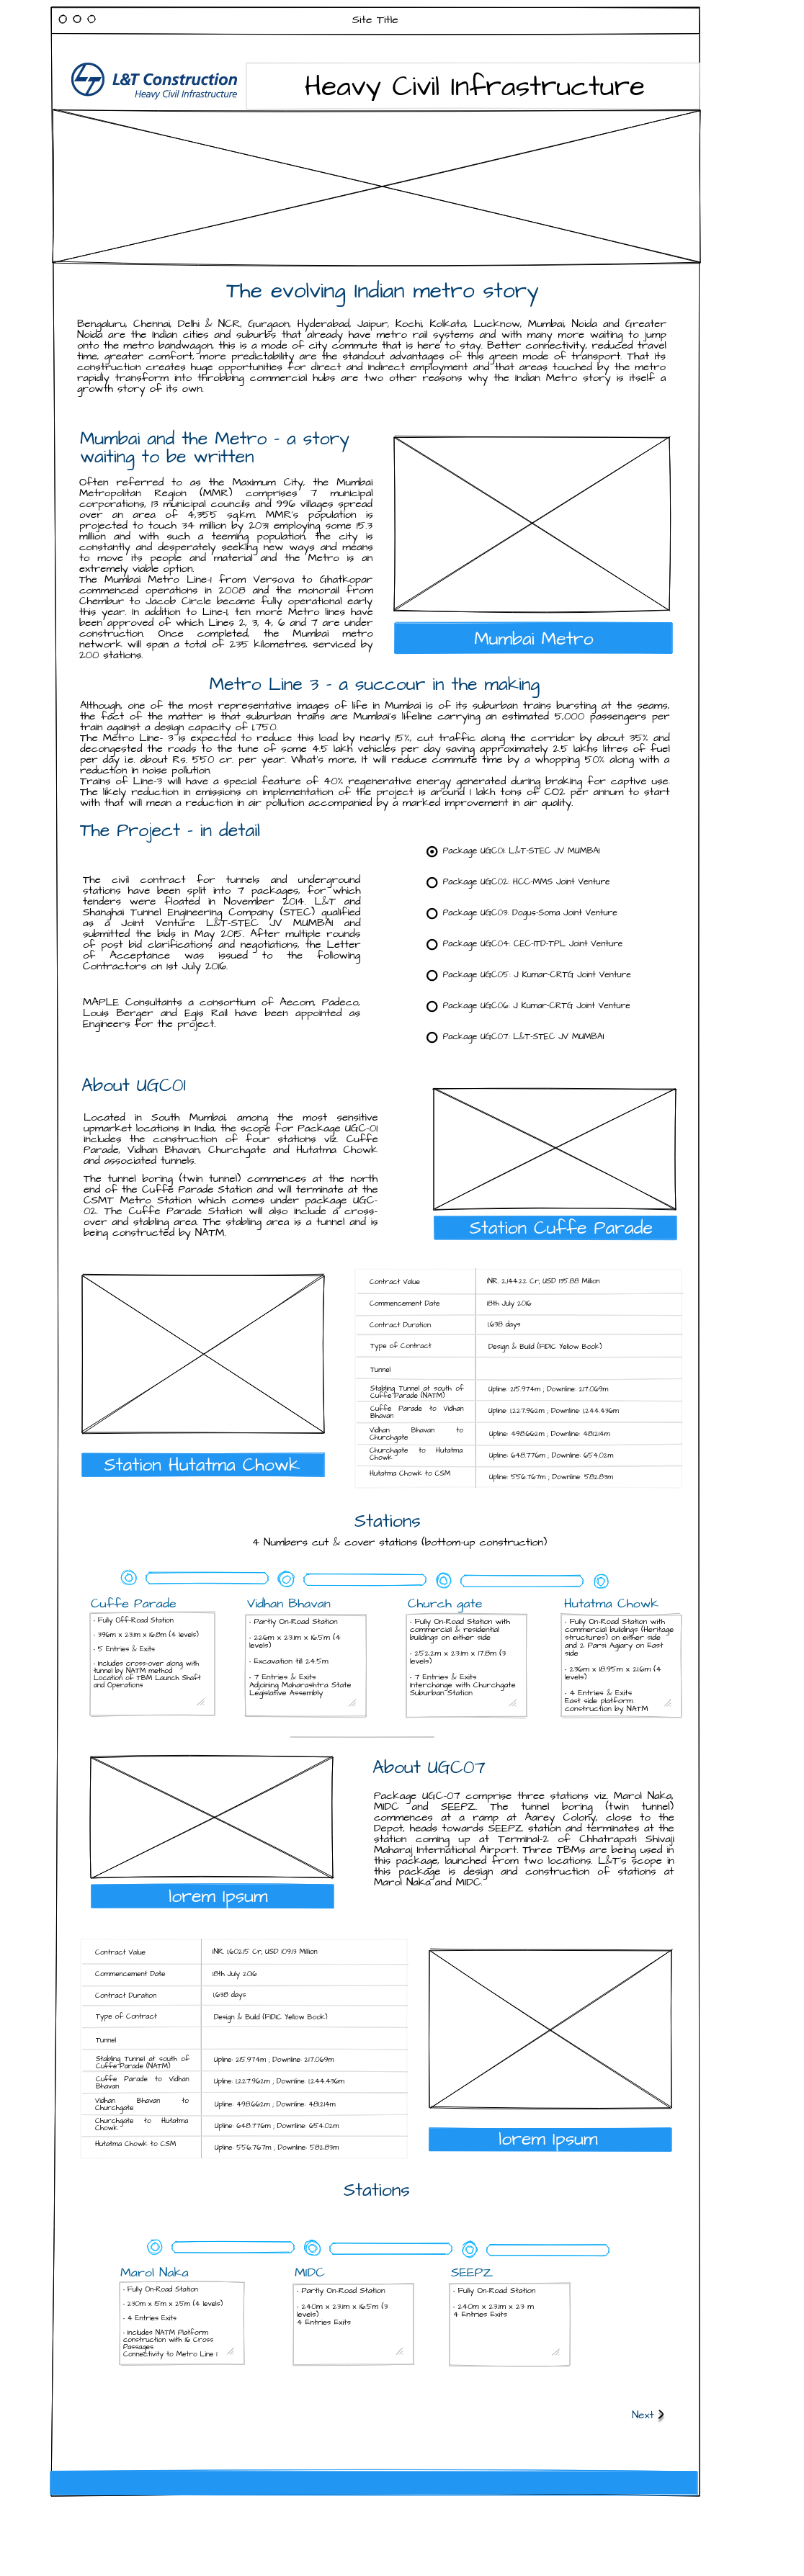 Site Title
L&T Construction
Heavy Civil Infrastructure
Heavy Civil Infrastructure
The evolving Indian metro story
Bengaluru, Chennai, Delhi & NCR, Gurgaon, Hyderabad, Jaipur, Kochi, Kolkata, Lucknow, Mumbai, Noida and Greater
Noida are the Indian cities and suburbs that already have metro rail systems and with many more waiting to jump
onto the metro bandwagon, this is a mode of city commute that is here to stay. Better connectivity, reduced travel
time, greater comfort, more predictability are the standout advantages of this green mode of transport. That its
construction creates huge opportunities for direct and indirect employment and that areas touched by the metro
rapidly transform into throbbing commercial hubs are two other reasons why the Indian Metro story is itself a
growth story of its own.
Mumbai and the Metro - a story
waiting to be written
Often referred to as the Maximum City, the Mumbai
Metropolitan Region (MMR) comprises 7 municipal
corporations, 13 municipal councils and 996 villages spread
over an area of 4,355 sq.km. MMR's population is
projected to touch 34 million by 2031 employing some 15.3
million and with such a teeming population, the city is
constantly and desperately seeking new ways and means
to move its people and material and the Metro is an
extremely viable option.
The Mumbai Metro Line-1 from Versova to Ghatkopar
commenced operations in 2008 and the monorail from
Chembur to Jacob Circle became fully operational early
this year. In addition to Line-1, ten more Metro lines have
been approved of which Lines 2, 3, 4, 6 and 7 are under
construction. Once completed, the Mumbai metro
network will span a total of 235 kilometres, serviced by
200 stations.
Mumbai Metro
Metro Line 3 - a succour in the making
Although, one of the most representative images of life in Mumbai is of its suburban trains bursting at the seams,
the fact of the matter is that suburban trains are Mumbai's lifeline carrying an estimated 5,000 passengers per
train against a design capacity of 1,750.
The Metro Line- 3 is expected to reduce this load by nearly 15%, cut traffic along the corridor by about 35% and
decongested the roads to the tune of some 4.5 lakh vehicles per day saving approximately 2.5 lakhs litres of fuel
per day i.e. about Rs. 550 cr. per year. What's more, it will reduce commute time by a whopping 50% along with a
reduction in noise pollution.
Trains of Line-3 will have a special feature of 40% regenerative energy generated during braking for captive use.
The likely reduction in emissions on implementation of the project is around 1 lakh tons of CO2 per annum to start
with that will mean a reduction in air pollution accompanied by a marked improvement in air quality.
The Project - in detail
The civil contract for tunnels and underground
stations have been split into 7 packages, for which
tenders were floated in November 2014. L&T and
Shanghai Tunnel Engineering Company (STEC) qualified
as a Joint Venture L&T-STEC JV MUMBAI and
submitted the bids in May 2015. After multiple rounds
of post bid clarifications and negotiations, the Letter
of Acceptance was issued to the following
Contractors on 1st July 2016.
MAPLE Consultants a consortium of Aecom, Padeco,
Louis Berger and Egis Rail have been appointed as
Engineers for the project.
Package UGC01: L&T-STEC JV MUMBAI
Package UGC02: HCC-MMS Joint Venture
Package UGC03: Dogus-Soma Joint Venture
Package UGC04: CEC-ITD-TPL Joint Venture
Package UGC05: J Kumar-CRTG Joint Venture
Package UGC06: J Kumar-CRTG Joint Venture
Package UGC07: L&T-STEC JV MUMBAI
About UGC01
Located in South Mumbai, among the most sensitive
upmarket locations in India, the scope for Package UGC-01
includes the construction of four stations viz. Cuffe
Parade, Vidhan Bhavan, Churchgate and Hutatma Chowk
and associated tunnels.
The tunnel boring (twin tunnel) commences at the north
end of the Cuffe Parade Station and will terminate at the
CSMT Metro Station which comes under package UGC-
02. The Cuffe Parade Station will also include a cross-
over and stabling area. The stabling area is a tunnel and is
being constructed by NATM.
Station Cuffe Parade
Station Hutatma Chowk
Contract Value INR. 2,144.22 Cr; USD 195.88 Million
Commencement Date 18th July 2016
Contract Duration 1,638 days
Type of Contract Design & Build (FIDIC Yellow Book)
Tunnel
Stabling Tunnel at south of
Cuffe Parade (NATM) Upline: 215.974m ; Downline: 217.069m
Cuffe Parade to Vidhan
Bhavan Upline: 1,227.962m ; Downline: 1,244.436m
Vidhan Bhavan to
Churchgate Upline: 498.662m ; Downline: 481.214m
Churchgate to Hutatma
Chowk Upline: 648.776m ; Downline: 654.02m
Hutatma Chowk to CSM Upline: 556.767m ; Downline: 582.83m
Stations
4 Numbers cut & cover stations (bottom-up construction)
Cuffe Parade
- Fully Off-Road Station
- 396m x 23.1m x 16.8m (4 levels)
- 5 Entries & Exits
- Includes cross-over along with
tunnel by NATM method
Location of TBM Launch Shaft
and Operations
Vidhan Bhavan
- Partly On-Road Station
- 226m x 23.1m x 16.5m (4
levels)
- Excavation till 24.5m
- 7 Entries & Exits
Adjoining Maharashtra State
Legislative Assembly
Church gate
- Fully On-Road Station with
commercial & residential
buildings on either side
- 252.2m x 23.1m x 17.8m (3
levels)
- 7 Entries & Exits
Interchange with Churchgate
Suburban Station
Hutatma Chowk
- Fully On-Road Station with
commercial buildings (Heritage
structures) on either side
and 2 Parsi Agiary on East
side
- 236m x 18.95m x 21.6m (4
levels)
- 4 Entries & Exits
East side platform
construction by NATM
About UGC07
Package UGC-07 comprise three stations viz. Marol Naka,
MIDC and SEEPZ. The tunnel boring (twin tunnel)
commences at a ramp at Aarey Colony, close to the
Depot, heads towards SEEPZ station and terminates at the
station coming up at Terminal-2 of Chhatrapati Shivaji
Maharaj International Airport. Three TBMs are being used in
this package, launched from two locations. L&T's scope in
this package is design and construction of stations at
Marol Naka and MIDC.
lorem Ipsum
Contract Value INR. 1,602.15 Cr; USD 109.13 Million
Commencement Date 18th July 2016
Contract Duration 1,638 days
Type of Contract Design & Build (FIDIC Yellow Book)
Tunnel
Stabling Tunnel at south of
Cuffe Parade (NATM) Upline: 215.974m ; Downline: 217.069m
Cuffe Parade to Vidhan
Bhavan Upline: 1,227.962m ; Downline: 1,244.436m
Vidhan Bhavan to
Churchgate Upline: 498.662m ; Downline: 481.214m
Churchgate to Hutatma
Chowk Upline: 648.776m ; Downline: 654.02m
Hutatma Chowk to CSM Upline: 556.767m ; Downline: 582.83m
lorem Ipsum
Stations
Marol Naka
- Fully On-Road Station
- 230m x 15m x 25m (4 levels)
- 4 Entries Exits
- Includes NATM Platform
construction with 16 Cross
Passages
Connectivity to Metro Line 1
MIDC
- Partly On-Road Station
- 240m x 23.1m x 16.5m (3
levels)
4 Entries Exits
SEEPZ
- Fully On-Road Station
- 240m x 23.1m x 23 m
4 Entries Exits
Next